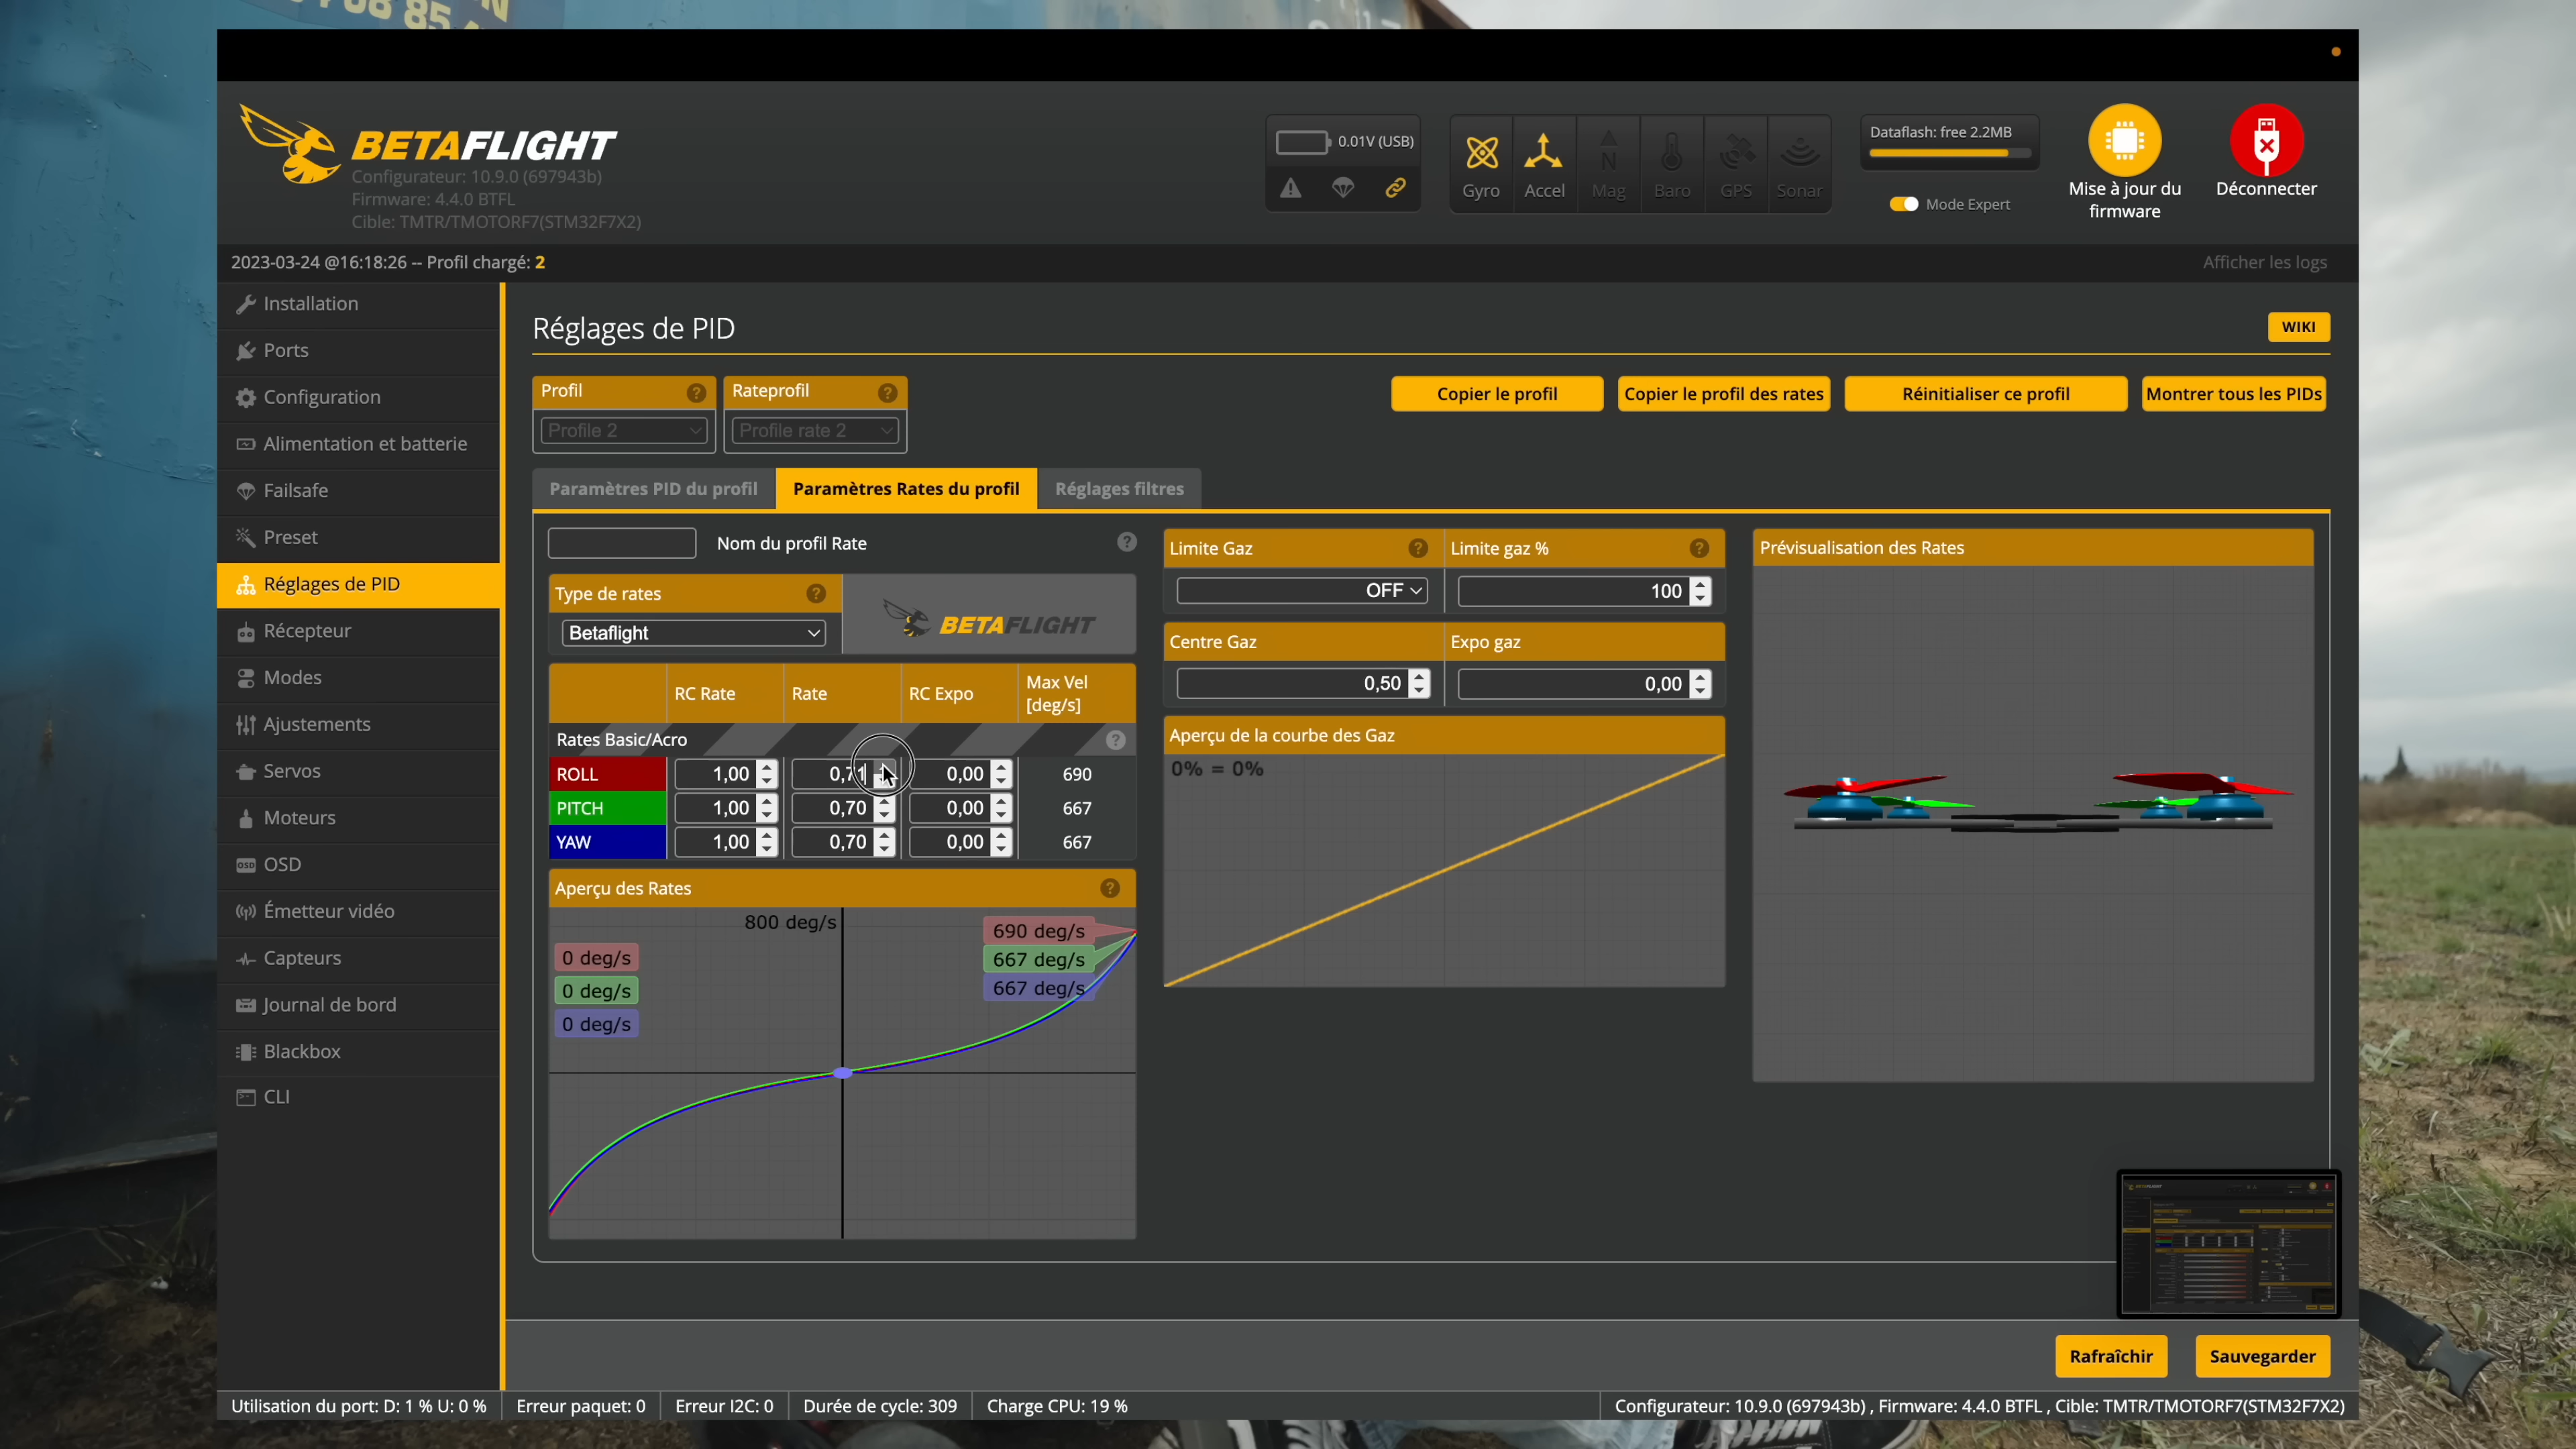 08 85
BETAFLIGHT
Configurateur: 10.9.0 (697943b)
Firmware: 4.4.0 BTFL
Cible: TMTR/TMOTORF7(STM32F7X2)
0.01V (USB)
Gyro
Accel
Mag
Baro
GPS
Sonar
Dataflash: free 2.2MB
Mode Expert
Mise à jour du
firmware
Déconnecter
2023-03-24 @16:18:26 -- Profil chargé: 2
Afficher les logs
Installation
Ports
Configuration
Alimentation et batterie
Failsafe
Preset
Réglages de PID
Récepteur
Modes
Ajustements
Servos
Moteurs
OSD
Émetteur vidéo
Capteurs
Journal de bord
Blackbox
CLI
Réglages de PID
WIKI
Profil
Rateprofil
Profile 2
Profile rate 2
Copier le profil
Copier le profil des rates
Réinitialiser ce profil
Montrer tous les PIDs
Paramètres PID du profil
Paramètres Rates du profil
Réglages filtres
Nom du profil Rate
Type de rates
Betaflight
BETAFLIGHT
RC Rate
Rate
RC Expo
Max Vel
[deg/s]
Rates Basic/Acro
ROLL 1,00 0,71 0,00 690
PITCH 1,00 0,70 0,00 667
YAW 1,00 0,70 0,00 667
Aperçu des Rates
800 deg/s
690 deg/s
667 deg/s
667 deg/s
0 deg/s
0 deg/s
0 deg/s
Limite Gaz
Limite gaz %
OFF
100
Centre Gaz
Expo gaz
0,50
0,00
Aperçu de la courbe des Gaz
0% = 0%
Prévisualisation des Rates
Rafraîchir
Sauvegarder
Utilisation du port: D: 1 % U: 0 %
Erreur paquet: 0
Erreur I2C: 0
Durée de cycle: 309
Charge CPU: 19 %
Configurateur: 10.9.0 (697943b) , Firmware: 4.4.0 BTFL , Cible: TMTR/TMOTORF7(STM32F7X2)